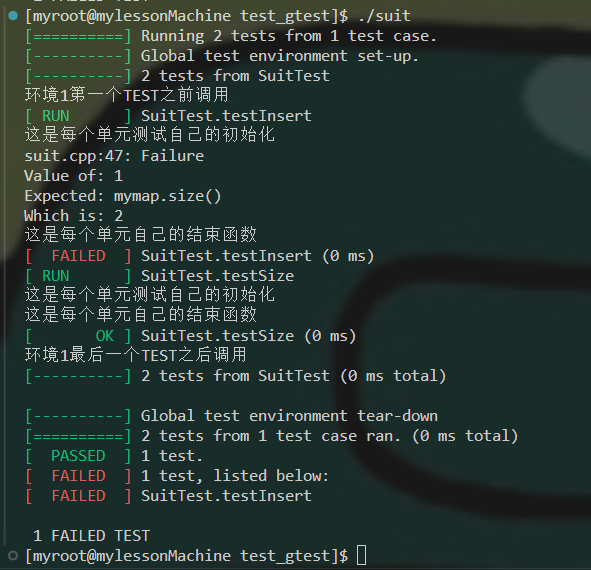 [myroot@mylessonMachine test_gtest]$ ./suit
[==========] Running 2 tests from 1 test case.
[----------] Global test environment set-up.
[----------] 2 tests from SuitTest
环境1第一个TEST之前调用
[ RUN      ] SuitTest.testInsert
这是每个单元测试自己的初始化
suit.cpp:47: Failure
Value of: 1
Expected: mymap.size()
Which is: 2
这是每个单元自己的结束函数
[  FAILED  ] SuitTest.testInsert (0 ms)
[ RUN      ] SuitTest.testSize
这是每个单元测试自己的初始化
这是每个单元自己的结束函数
[       OK ] SuitTest.testSize (0 ms)
环境1最后一个TEST之后调用
[----------] 2 tests from SuitTest (0 ms total)

[----------] Global test environment tear-down
[==========] 2 tests from 1 test case ran. (0 ms total)
[  PASSED  ] 1 test.
[  FAILED  ] 1 test, listed below:
[  FAILED  ] SuitTest.testInsert

 1 FAILED TEST
[myroot@mylessonMachine test_gtest]$